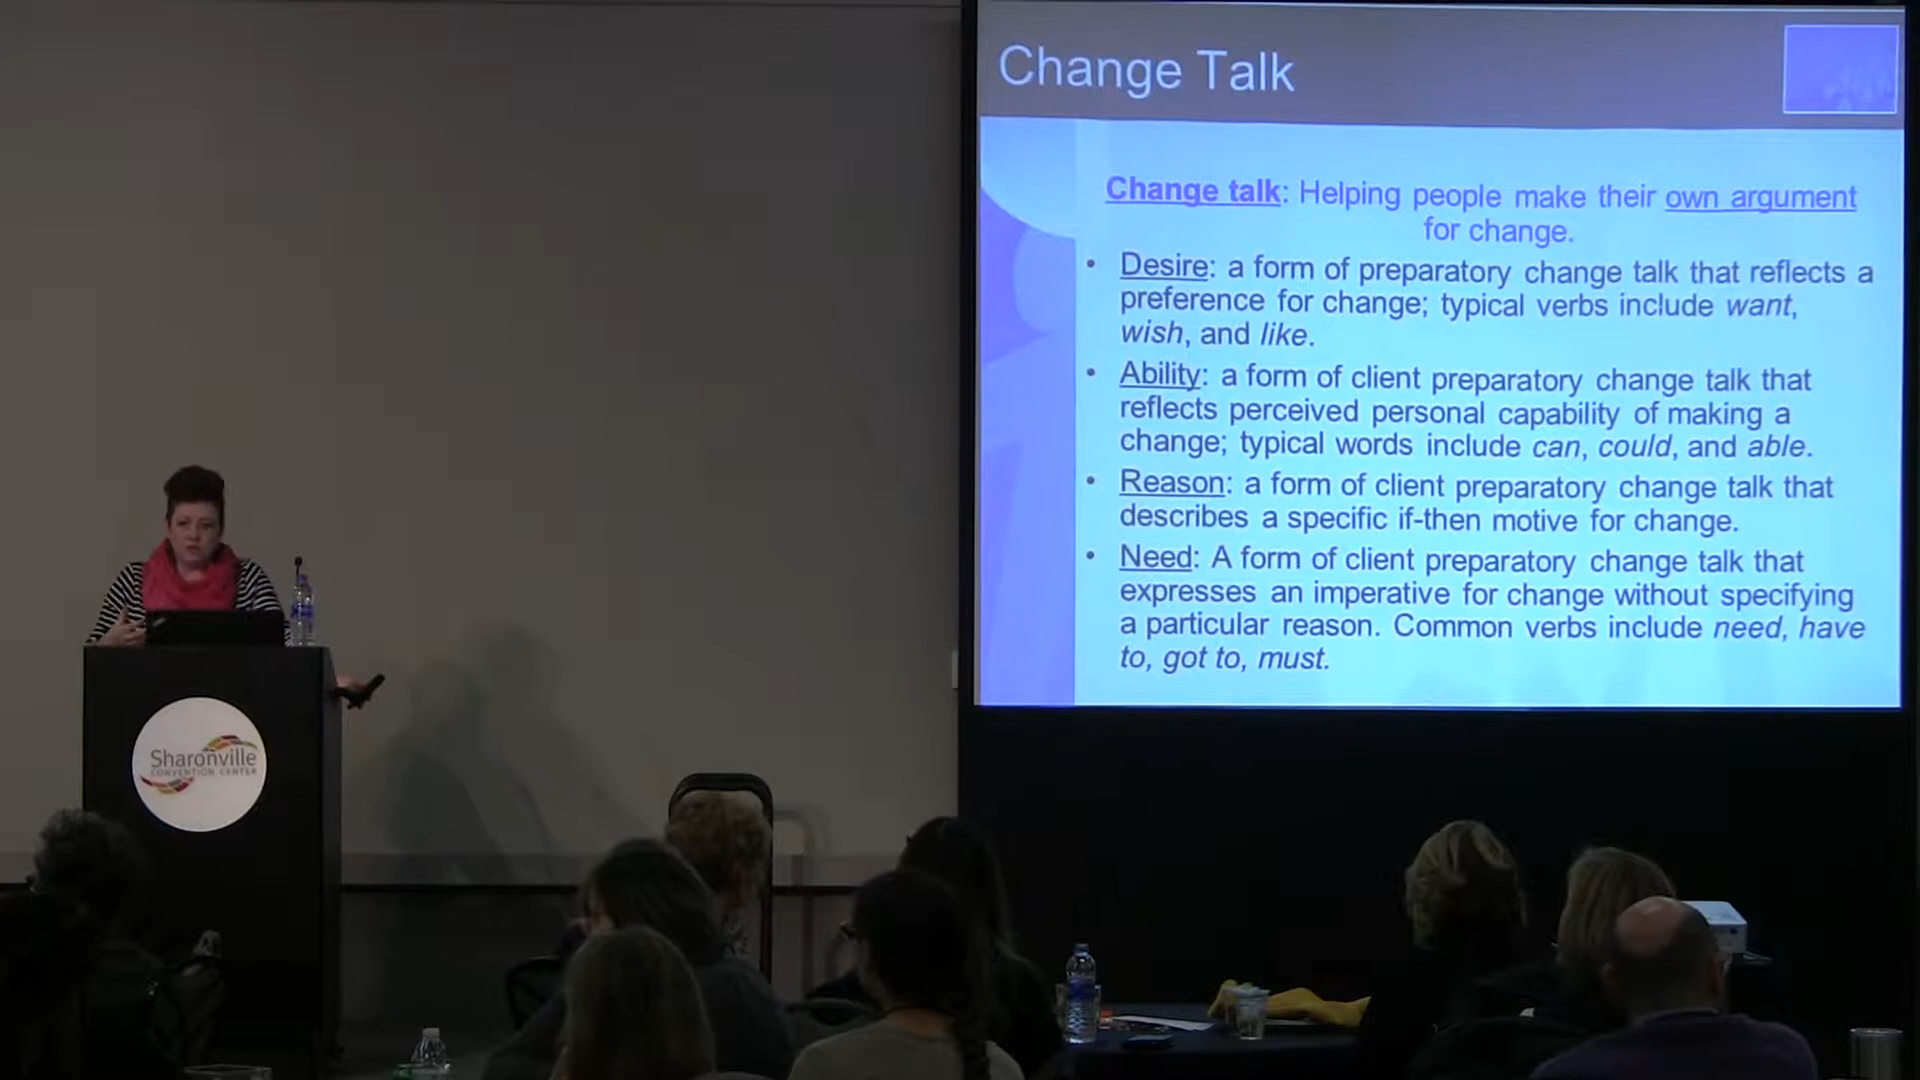 Change Talk
Change talk: Helping people make their own argument
for change.
• Desire: a form of preparatory change talk that reflects a
preference for change; typical verbs include want,
wish, and like.
• Ability: a form of client preparatory change talk that
reflects perceived personal capability of making a
change; typical words include can, could, and able.
• Reason: a form of client preparatory change talk that
describes a specific if-then motive for change.
• Need: A form of client preparatory change talk that
expresses an imperative for change without specifying
a particular reason. Common verbs include need, have
to, got to, must.
Sharonville
CONVENTION CENTER